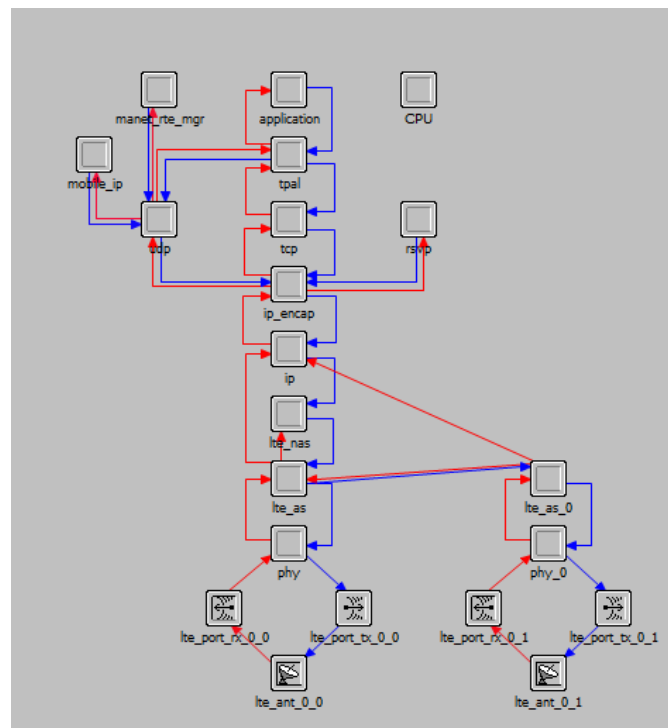 manet_rte_mgr
application
CPU
mobile_ip
tpal
udp
tcp
rsvp
ip_encap
ip
lte_nas
lte_as
lte_as_0
phy
phy_0
lte_port_rx_0_0
lte_port_tx_0_0
lte_port_rx_0_1
lte_port_tx_0_1
lte_ant_0_0
lte_ant_0_1